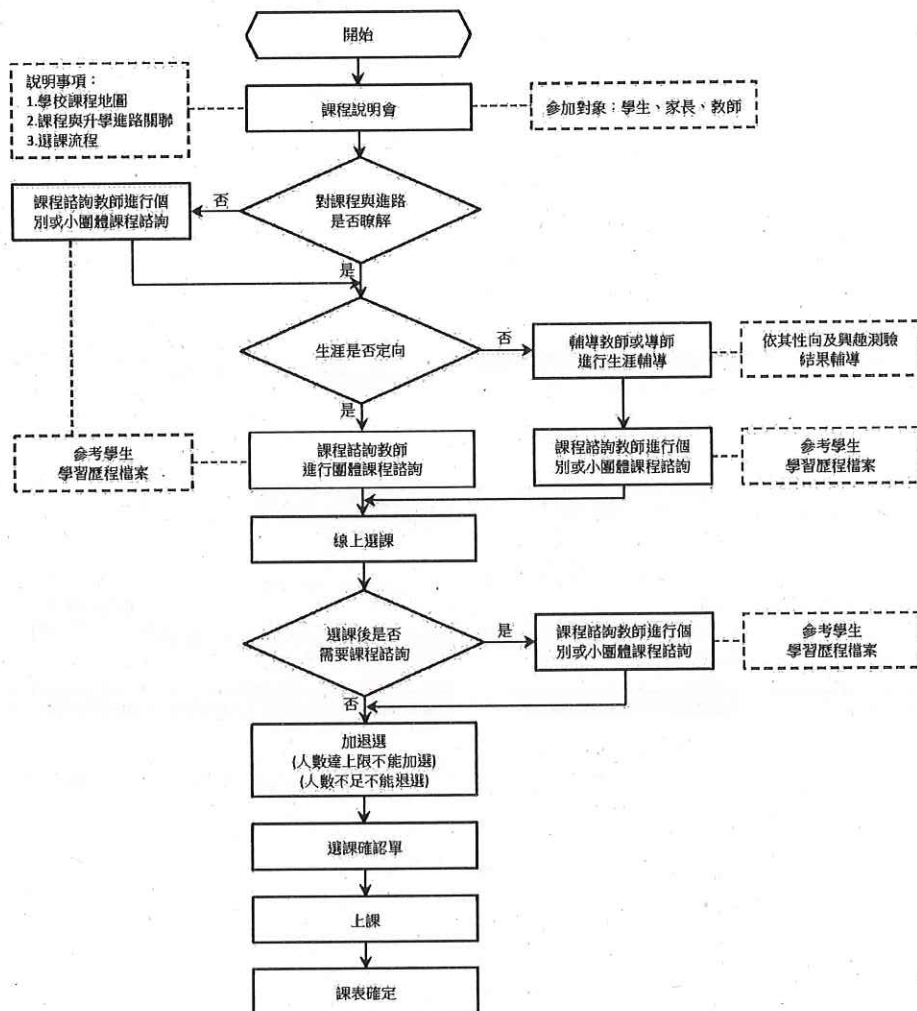 開始
說明事項：
1.學校課程地圖
2.課程與升學進路關聯
3.選課流程
課程說明會
參加對象：學生、家長、教師
對課程與進路
是否瞭解
否
課程諮詢教師進行個
別或小團體課程諮詢
是
生涯是否定向
否
輔導教師或導師
進行生涯輔導
依其性向及興趣測驗
結果輔導
是
參考學生
學習歷程檔案
課程諮詢教師
進行團體課程諮詢
課程諮詢教師進行個
別或小團體課程諮詢
參考學生
學習歷程檔案
線上選課
選課後是否
需要課程諮詢
是
課程諮詢教師進行個
別或小團體課程諮詢
參考學生
學習歷程檔案
否
加退選
(人數達上限不能加選)
(人數不足不能退選)
選課確認單
上課
課表確定